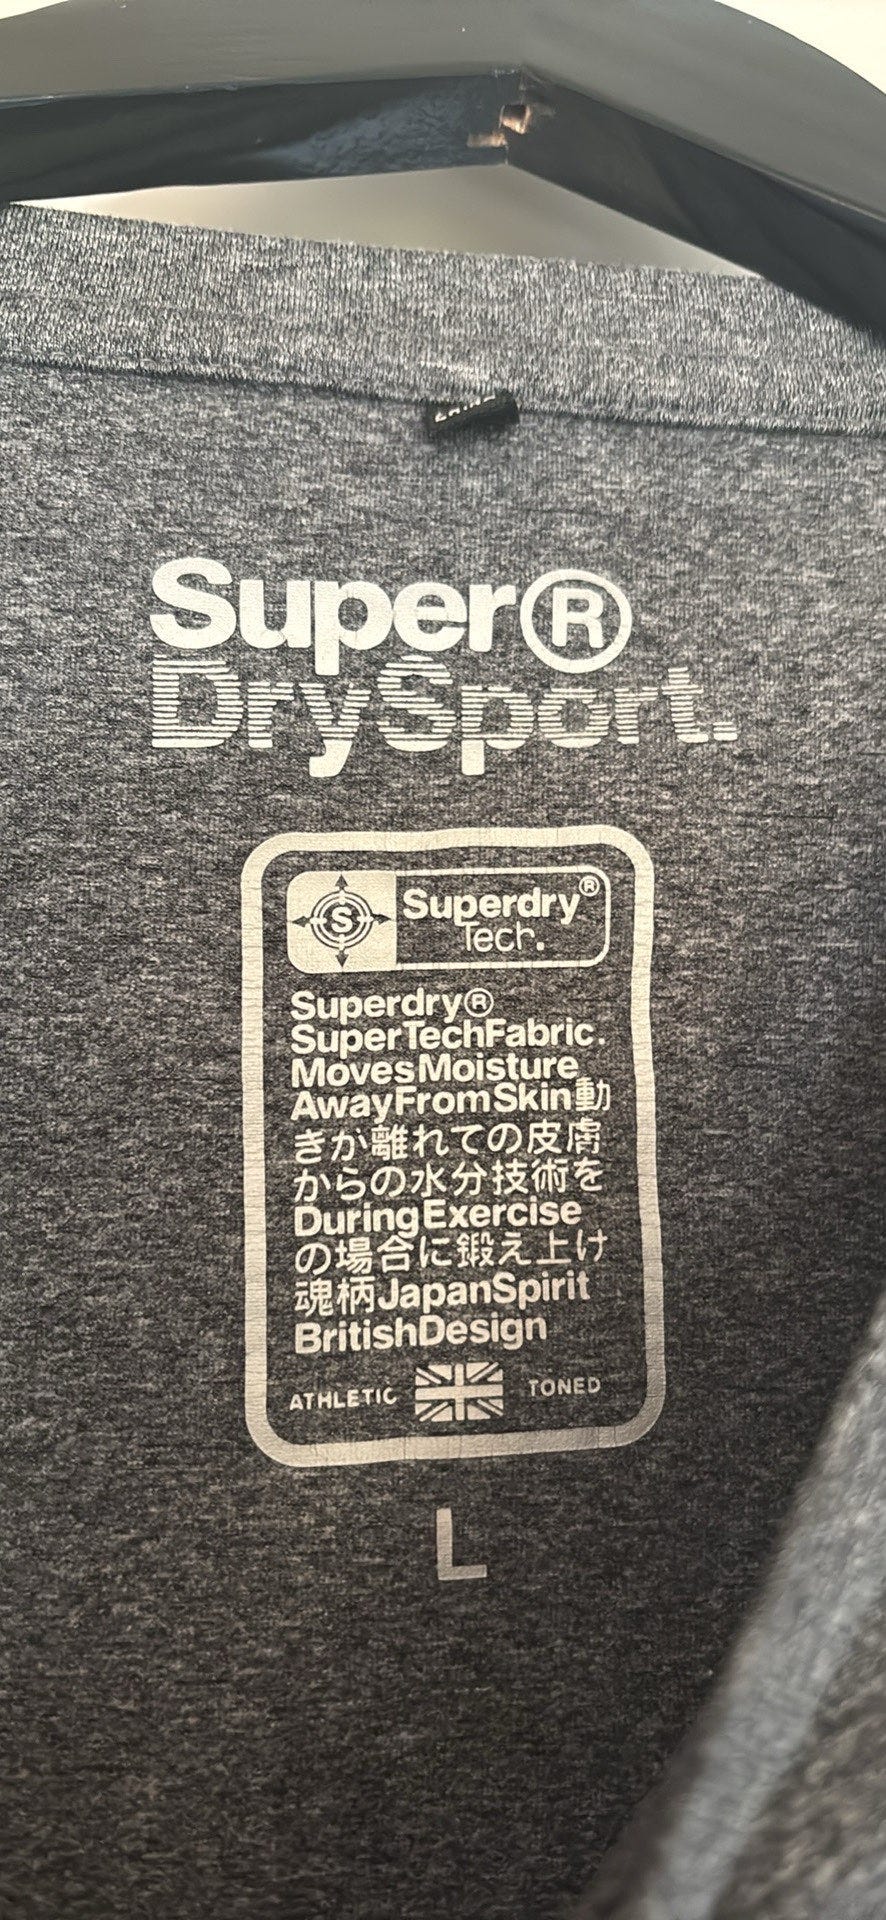 Super®
DrySport.
S
Superdry®
Tech.
Superdry®
SuperTechFabric.
MovesMoisture
AwayFromSkin動
きか離れての皮膚
からの水分技術を
DuringExercise
の場合に鍛え上げ
魂柄JapanSpirit
BritishDesign
ATHLETIC TONED
L